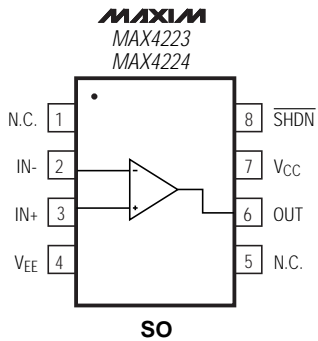 MAXIM
MAX4223
MAX4224
N.C. 1
8 SHDN
IN- 2
7 VCC
-
IN+ 3
6 OUT
+
VEE 4
5 N.C.
SO